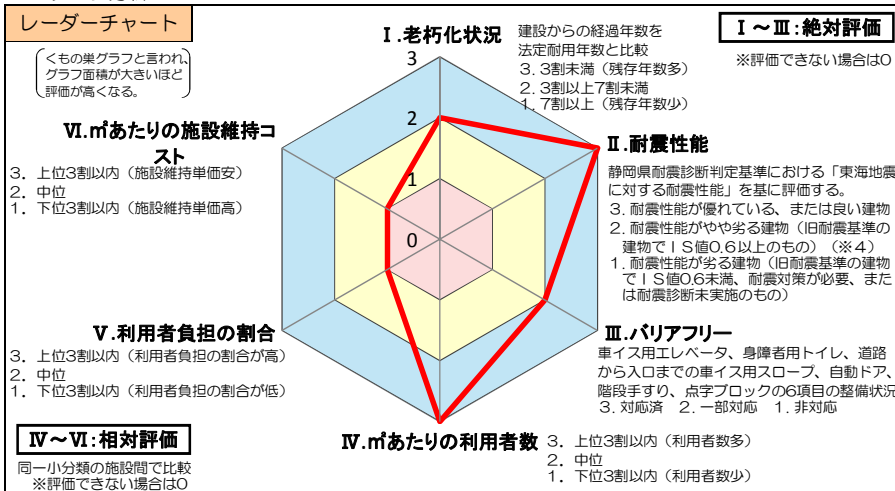 レーダーチャート
くもの巣グラフと言われ、
グラフ面積が大きいほど
評価が高くなる。
Ⅰ.老朽化状況
建設からの経過年数を
法定耐用年数と比較
3. 3割未満（残存年数多）
2. 3割以上7割未満
1. 7割以上（残存年数少）
Ⅰ～Ⅲ:絶対評価
※評価できない場合は0
3
2
1
0
Ⅱ.耐震性能
静岡県耐震診断判定基準における「東海地震
に対する耐震性能」を基に評価する。
3. 耐震性能が優れている、または良い建物
2. 耐震性能がやや劣る建物（旧耐震基準の
建物でＩＳ値0.6以上のもの）（※4）
1. 耐震性能が劣る建物（旧耐震基準の建物
でＩＳ値0.6未満、耐震対策が必要、また
は耐震診断未実施のもの）
Ⅲ.バリアフリー
車イス用エレベータ、身障者用トイレ、道路
から入口までの車イス用スロープ、自動ドア、
階段手すり、点字ブロックの6項目の整備状況
3. 対応済　2. 一部対応　1. 非対応
Ⅳ.㎡あたりの利用者数
3. 上位3割以内（利用者数多）
2. 中位
1. 下位3割以内（利用者数少）
Ⅵ.㎡あたりの施設維持コ
スト
3. 上位3割以内（施設維持単価安）
2. 中位
1. 下位3割以内（施設維持単価高）
Ⅴ.利用者負担の割合
3. 上位3割以内（利用者負担の割合が高）
2. 中位
1. 下位3割以内（利用者負担の割合が低）
Ⅳ～Ⅵ:相対評価
同一小分類の施設間で比較
※評価できない場合は0